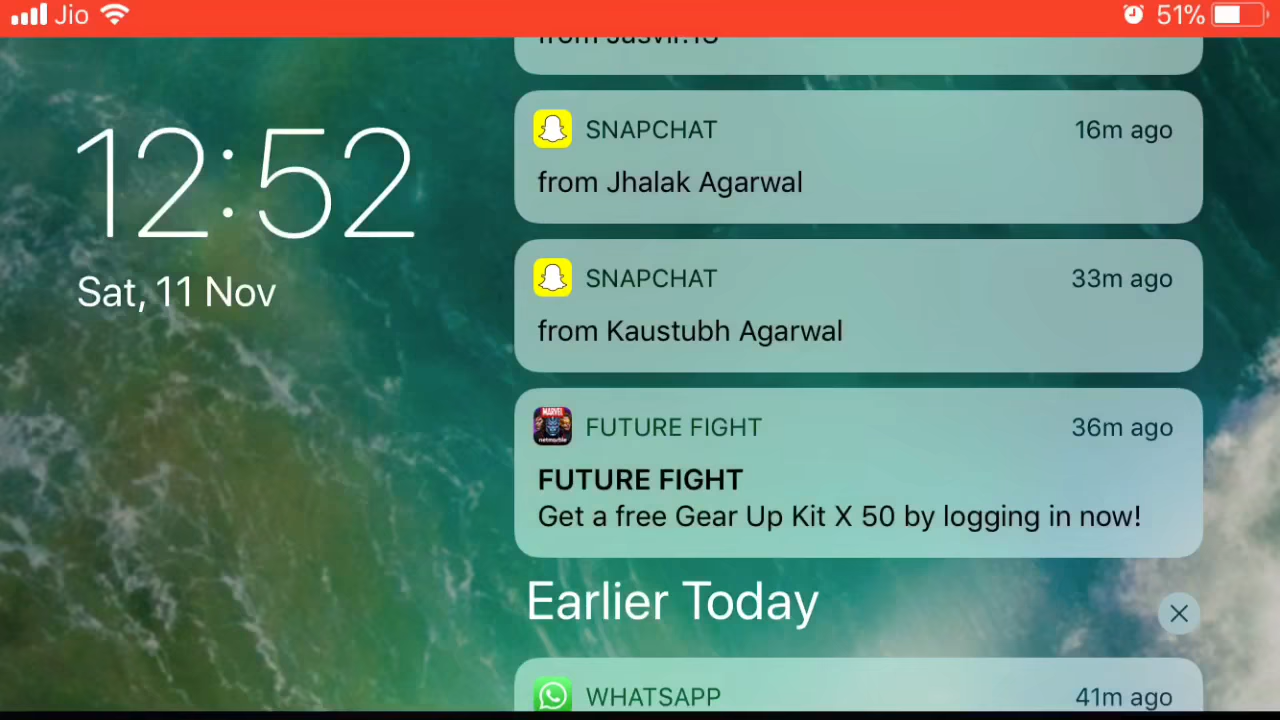 Jio
51%
12:52
Sat, 11 Nov
SNAPCHAT
16m ago
from Jhalak Agarwal
SNAPCHAT
33m ago
from Kaustubh Agarwal
MARVEL
netmarble
FUTURE FIGHT
36m ago
FUTURE FIGHT
Get a free Gear Up Kit X 50 by logging in now!
Earlier Today
WHATSAPP
41m ago